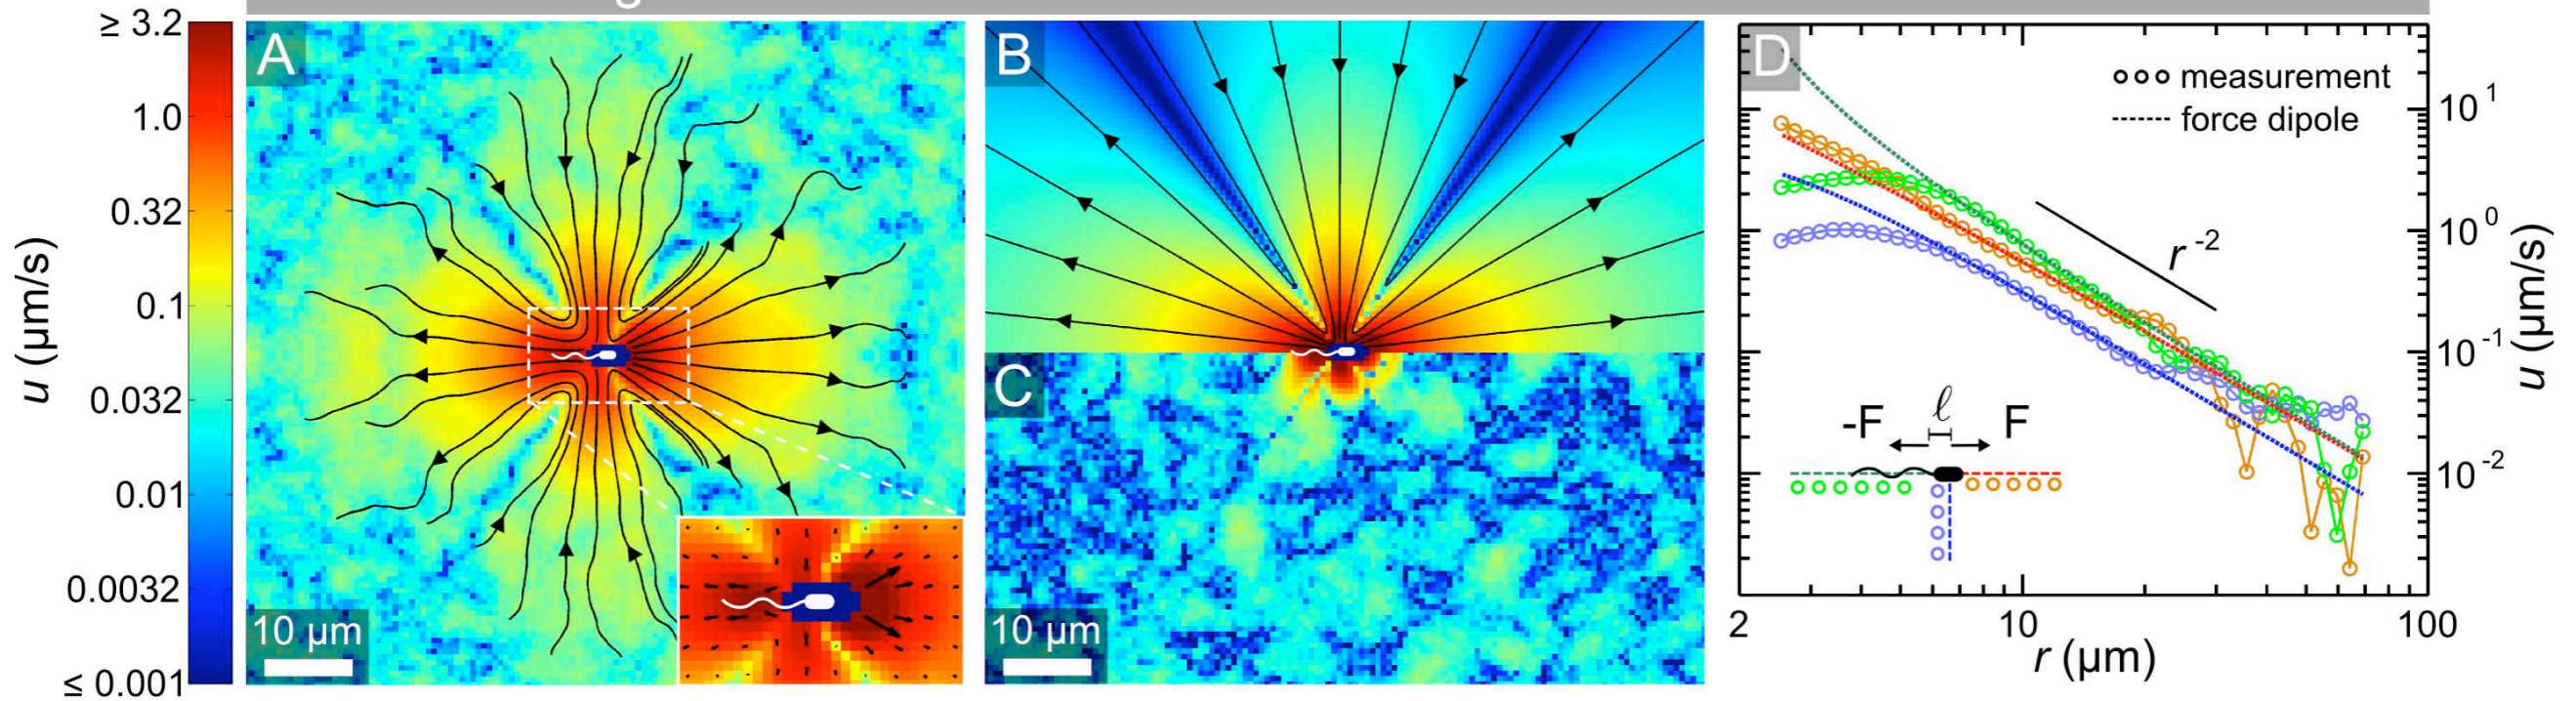 g
≥ 3.2
1.0
0.32
0.1
0.032
0.01
0.0032
≤ 0.001
u (μm/s)
A
10 μm
B
C
10 μm
D
measurement
force dipole
r -2
-F
ℓ
F
10 1
10 0
10 -1
10 -2
u (μm/s)
2
10
100
r (μm)